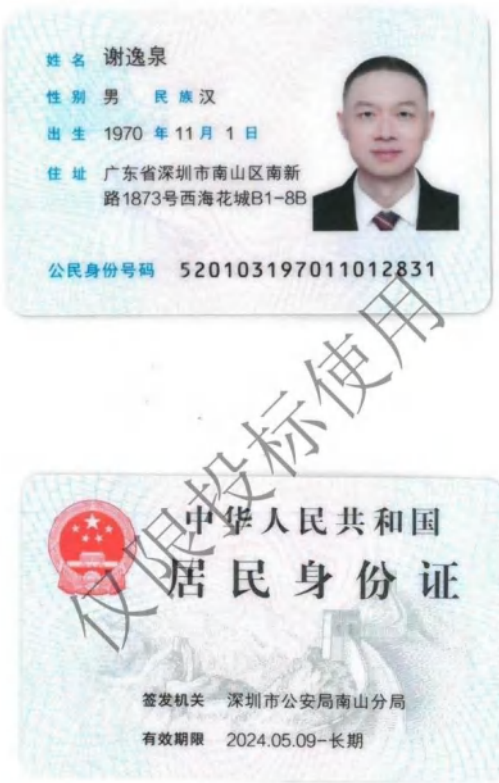 姓名 谢逸泉
性别 男 民族 汉
出生 1970 年 11 月 1 日
住址 广东省深圳市南山区南新
路1873号西海花城B1-8B
公民身份号码 520103197011012831
仅限投标使用
中华人民共和国
居民身份证
签发机关 深圳市公安局南山分局
有效期限 2024.05.09-长期